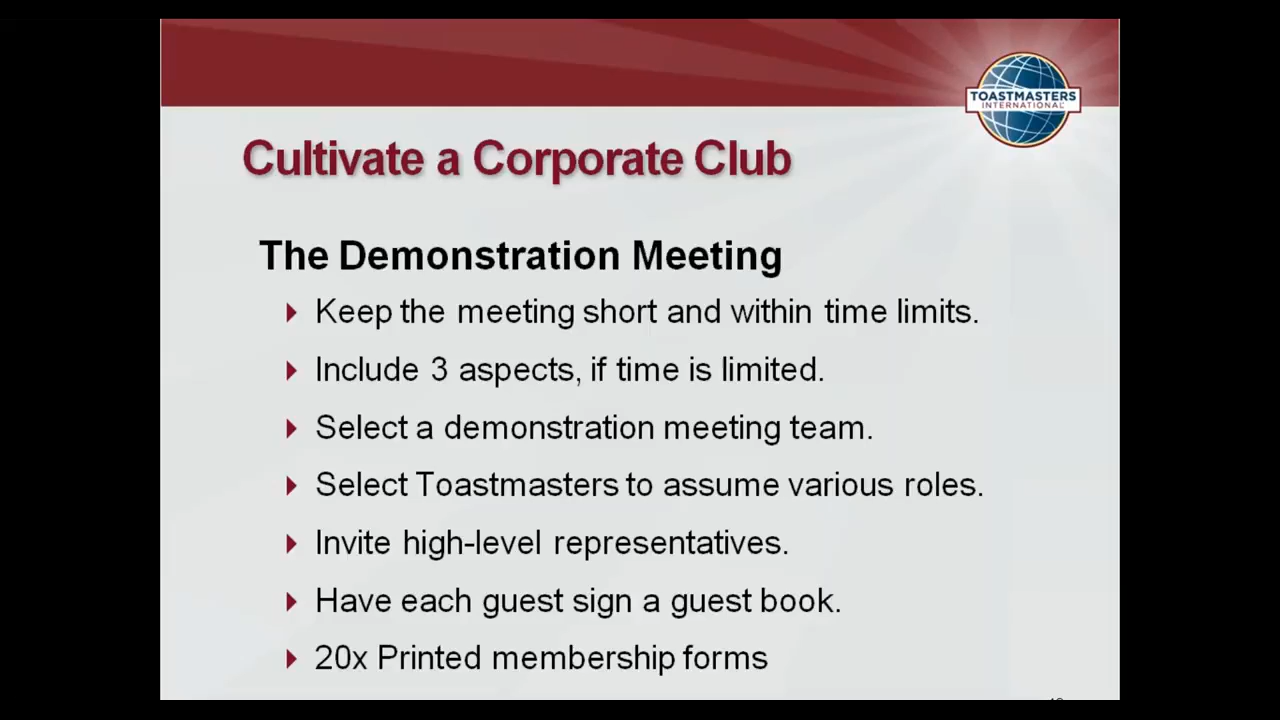 TOASTMASTERS
INTERNATIONAL
Cultivate a Corporate Club
The Demonstration Meeting
Keep the meeting short and within time limits.
Include 3 aspects, if time is limited.
Select a demonstration meeting team.
Select Toastmasters to assume various roles.
Invite high-level representatives.
Have each guest sign a guest book.
20x Printed membership forms